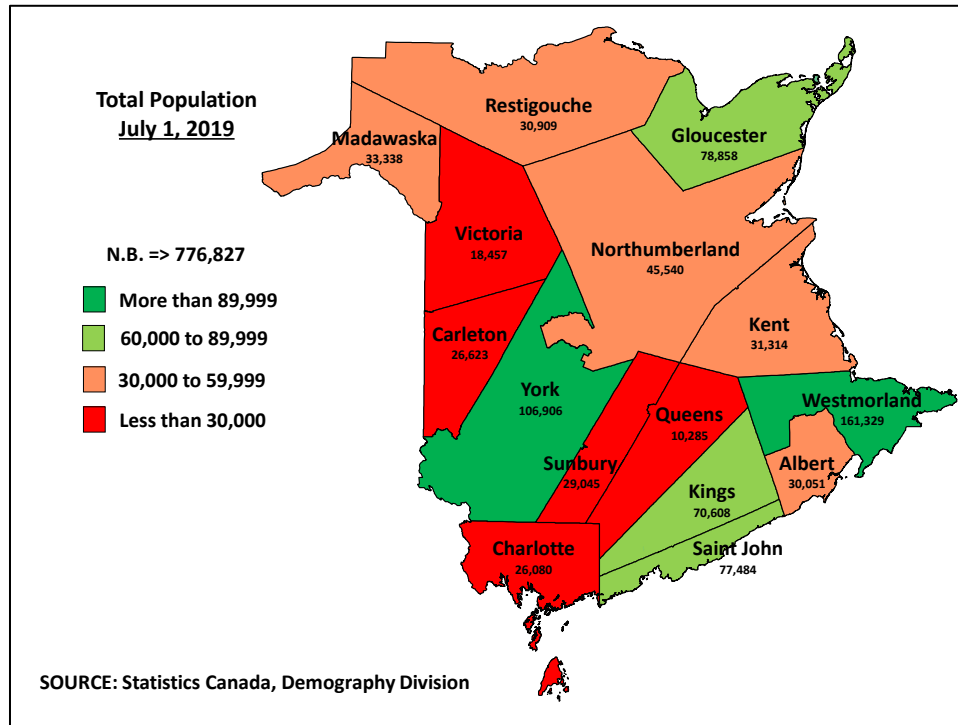 Total Population
July 1, 2019
Restigouche
30,909
Gloucester
78,858
Madawaska
33,338
Victoria
18,457
Northumberland
45,540
N.B. => 776,827
More than 89,999
60,000 to 89,999
30,000 to 59,999
Less than 30,000
Carleton
26,623
Kent
31,314
York
106,906
Queens
10,285
Westmorland
161,329
Sunbury
29,045
Albert
30,051
Kings
70,608
Charlotte
26,080
Saint John
77,484
SOURCE: Statistics Canada, Demography Division